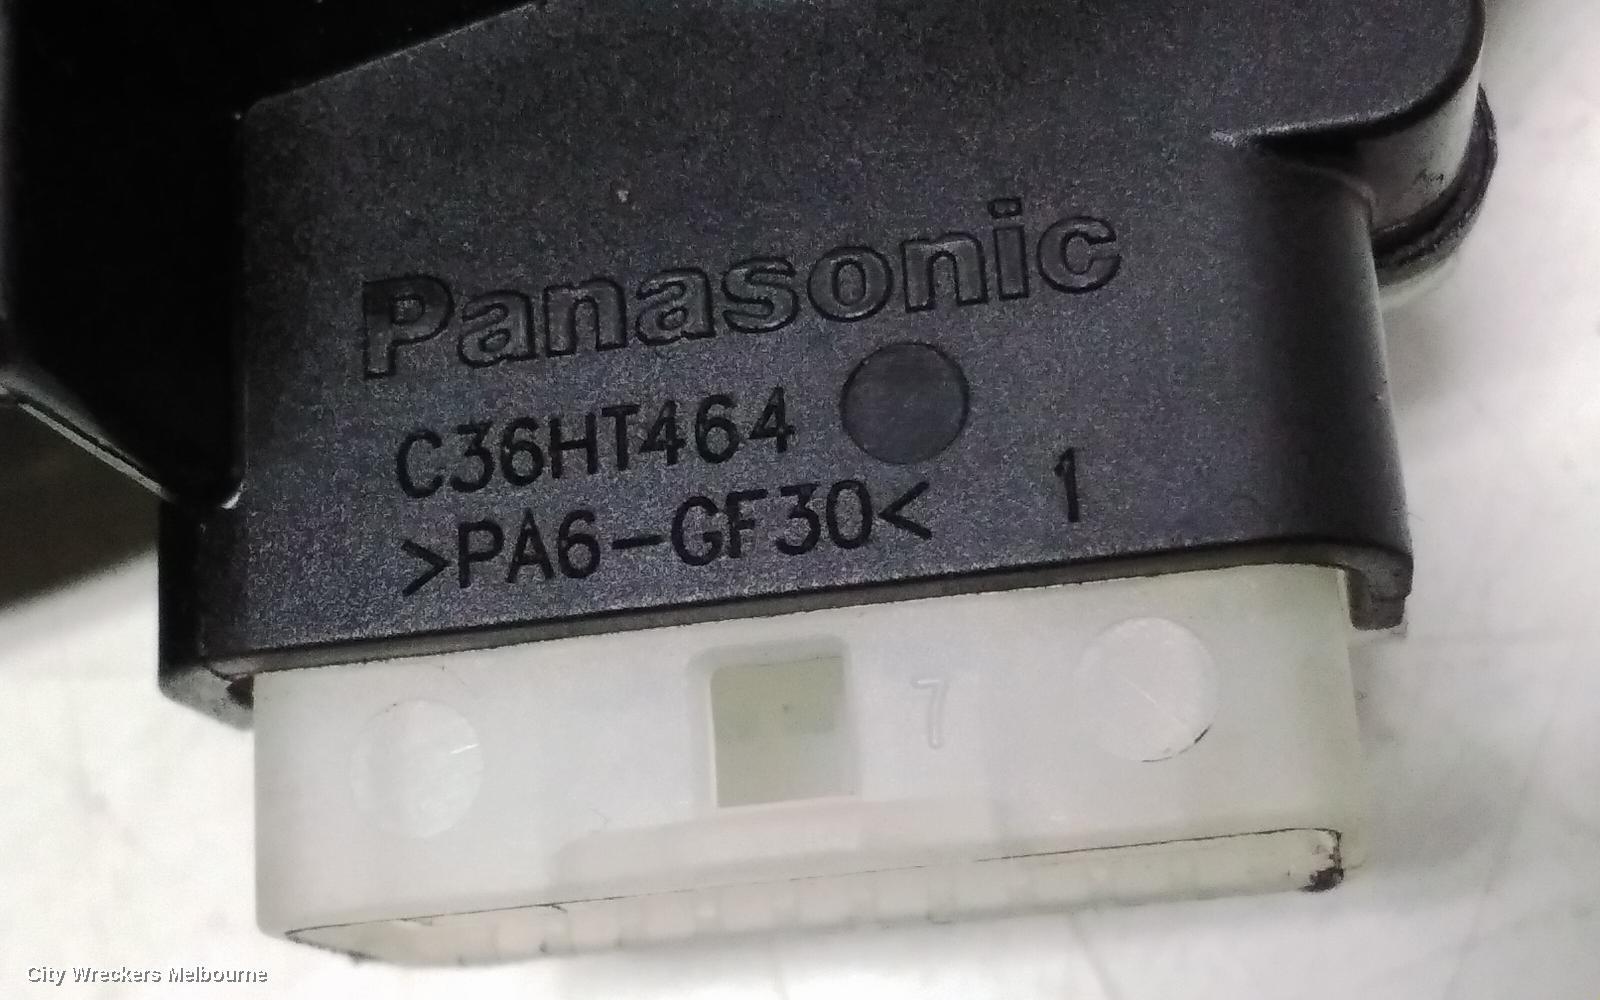 Panasonic
C36HT464
>PA6-GF30< 1
7
City Wreckers Melbourne